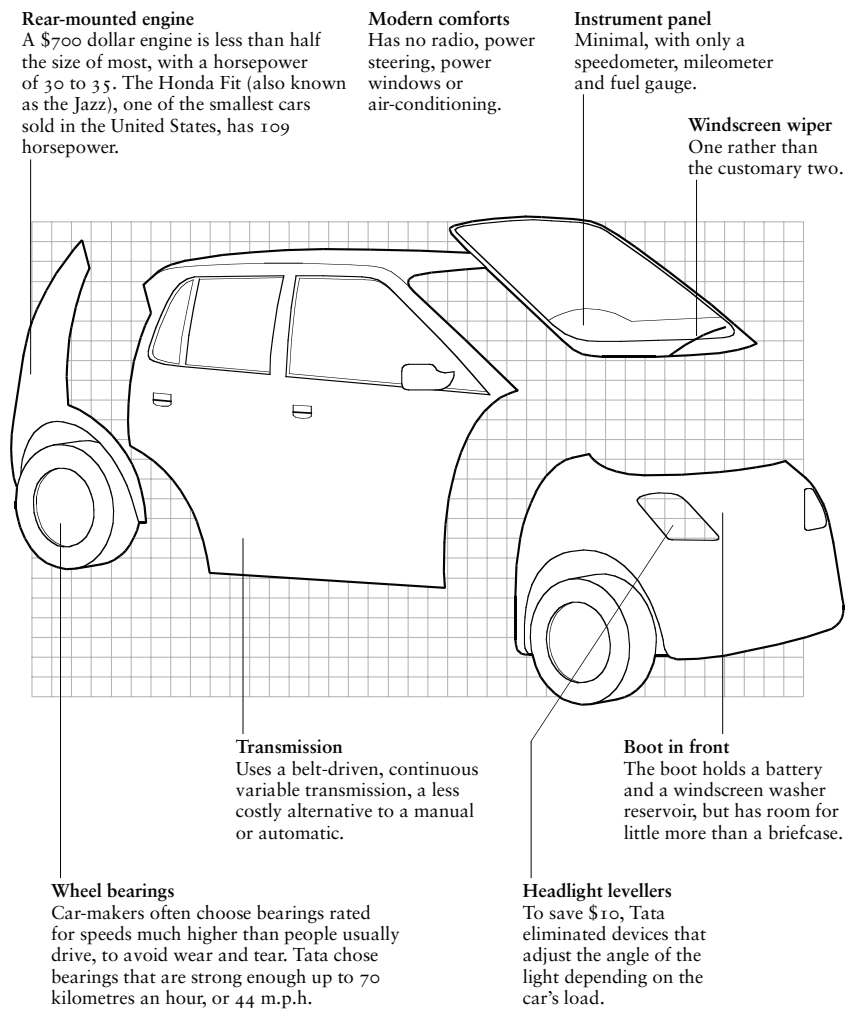 Rear-mounted engine
A $700 dollar engine is less than half
the size of most, with a horsepower
of 30 to 35. The Honda Fit (also known
as the Jazz), one of the smallest cars
sold in the United States, has 109
horsepower.
Modern comforts
Has no radio, power
steering, power
windows or
air-conditioning.
Instrument panel
Minimal, with only a
speedometer, mileometer
and fuel gauge.
Windscreen wiper
One rather than
the customary two.
Transmission
Uses a belt-driven, continuous
variable transmission, a less
costly alternative to a manual
or automatic.
Boot in front
The boot holds a battery
and a windscreen washer
reservoir, but has room for
little more than a briefcase.
Wheel bearings
Car-makers often choose bearings rated
for speeds much higher than people usually
drive, to avoid wear and tear. Tata chose
bearings that are strong enough up to 70
kilometres an hour, or 44 m.p.h.
Headlight levellers
To save $10, Tata
eliminated devices that
adjust the angle of the
light depending on the
car's load.